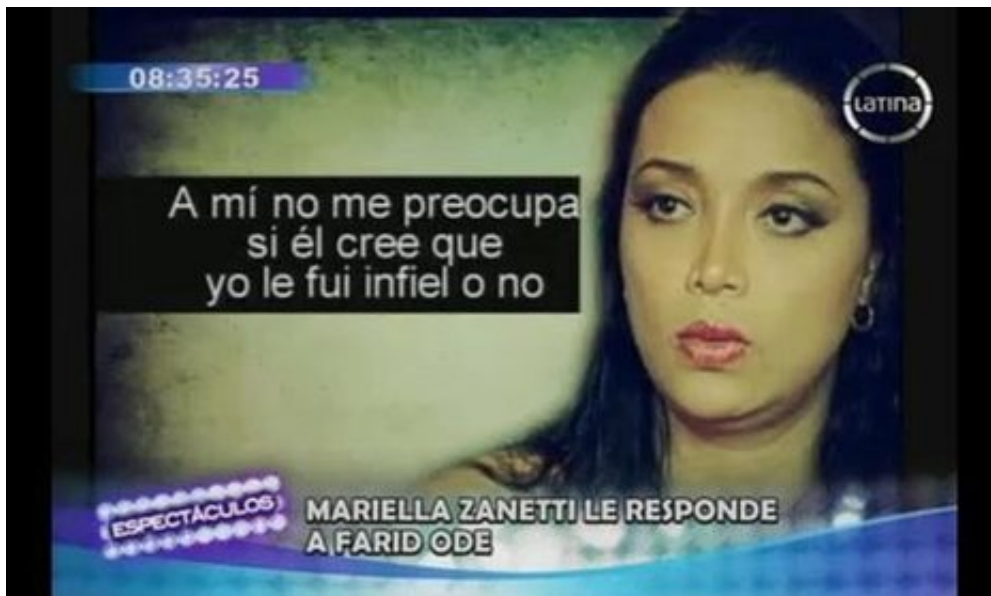 08:35:25
LATINA
A mí no me preocupa
si él cree que
yo le fui infiel o no
ESPECTÁCULOS
MARIELLA ZANETTI LE RESPONDE
A FARID ODE